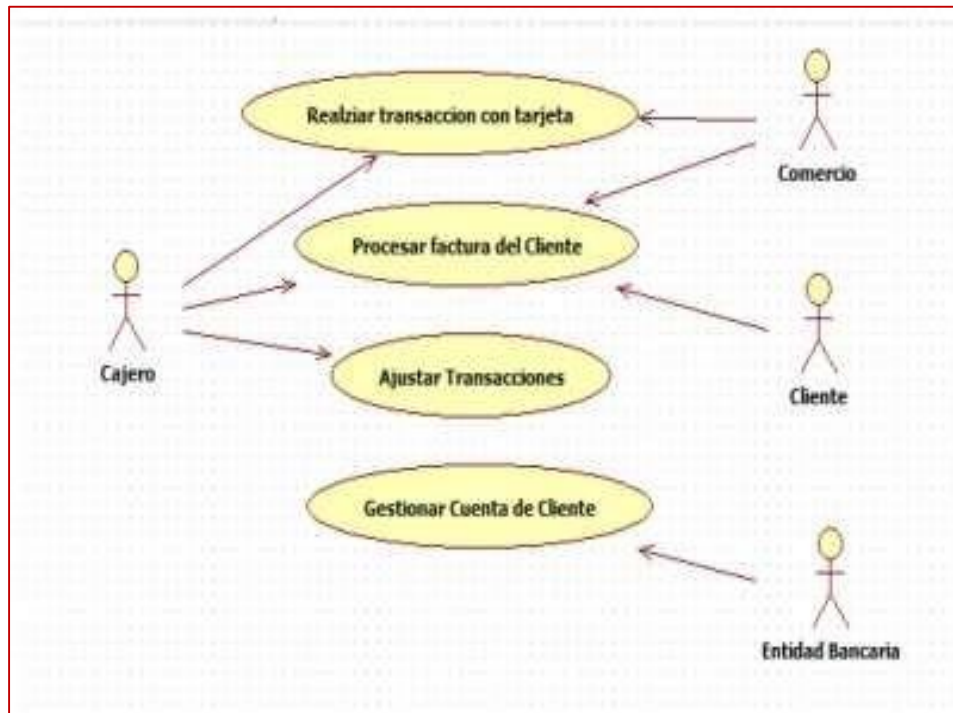 Realziar transaccion con tarjeta
Comercio
Procesar factura del Cliente
Cajero
Ajustar Transacciones
Cliente
Gestionar Cuenta de Cliente
Entidad Bancaria